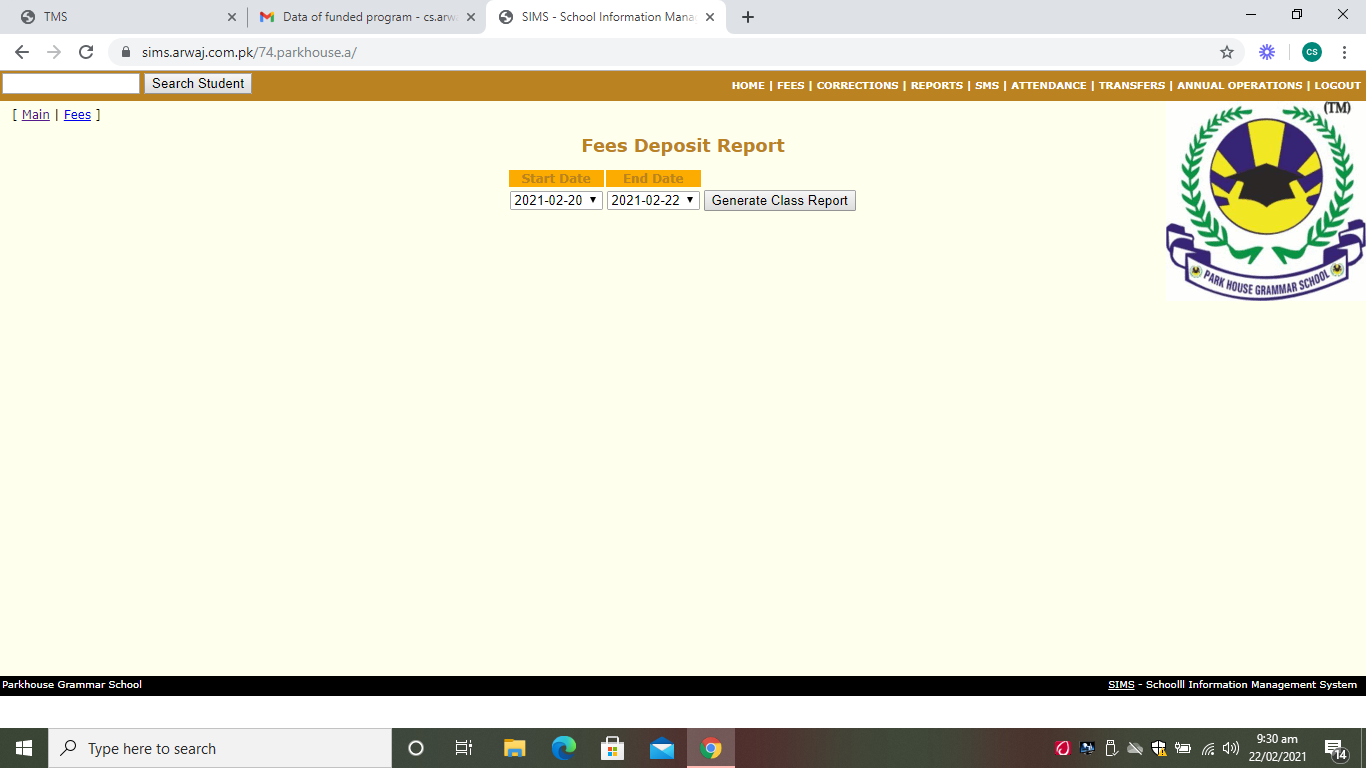 TMS
Data of funded program - cs.arwa
SIMS - School Information Mana
sims.arwaj.com.pk/74.parkhouse.a/
CS
Search Student
HOME | FEES | CORRECTIONS | REPORTS | SMS | ATTENDANCE | TRANSFERS | ANNUAL OPERATIONS | LOGOUT
[ Main | Fees ]
(TM)
Fees Deposit Report
Start Date End Date
2021-02-20 2021-02-22 Generate Class Report
PARK HOUSE GRAMMAR SCHOOL
Parkhouse Grammar School
SIMS - Schoolll Information Management System
Type here to search
9:30 am
22/02/2021
14